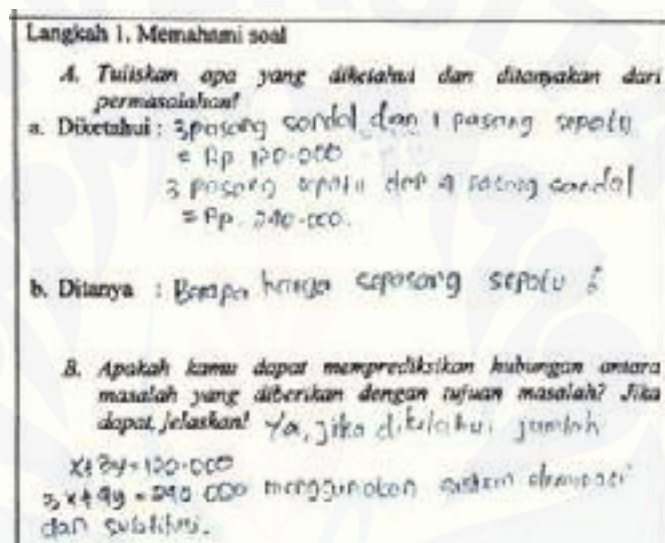 Langkah 1. Memahami soal
A. Tuliskan apa yang diketahui dan ditanyakan dari
permasalahan!
a. Diketahui : 3 pasang sandal dan 1 pasang sepatu
= Rp 120.000
3 pasang sepatu dan 4 pasang sandal
= Rp. 240.000.
b. Ditanya : Berapa harga sepasang sepatu ?
B. Apakah kamu dapat memprediksikan hubungan antara
masalah yang diberikan dengan tujuan masalah? Jika
dapat, jelaskan! Ya, jika diketahui jumlah
x+3y=120.000
3x+4y=240.000 menggunakan sistem eliminasi
dan subtitusi.